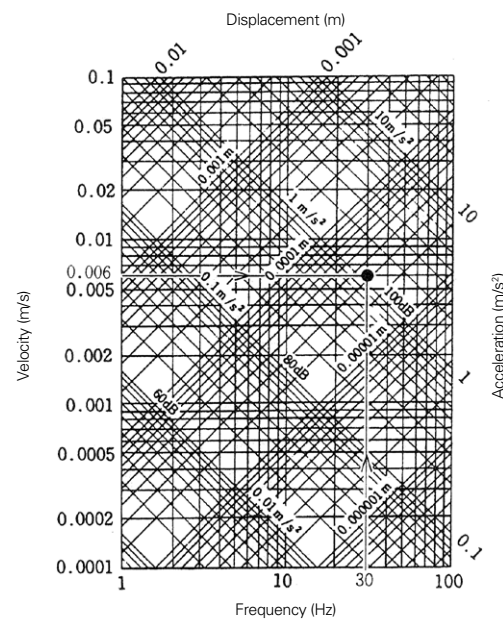 Displacement (m)
0.01
0.001
0.1
0.05
0.02
0.01
0.006
0.005
0.002
0.001
0.0005
0.0002
0.0001
Velocity (m/s)
10m/s²
0.001m
1 m/s²
0.0001m
0.1m/s²
100dB
0.00001m
80dB
60dB
0.01m/s²
0.000001m
10
1
0.1
Acceleration (m/s²)
1
10
30
100
Frequency (Hz)